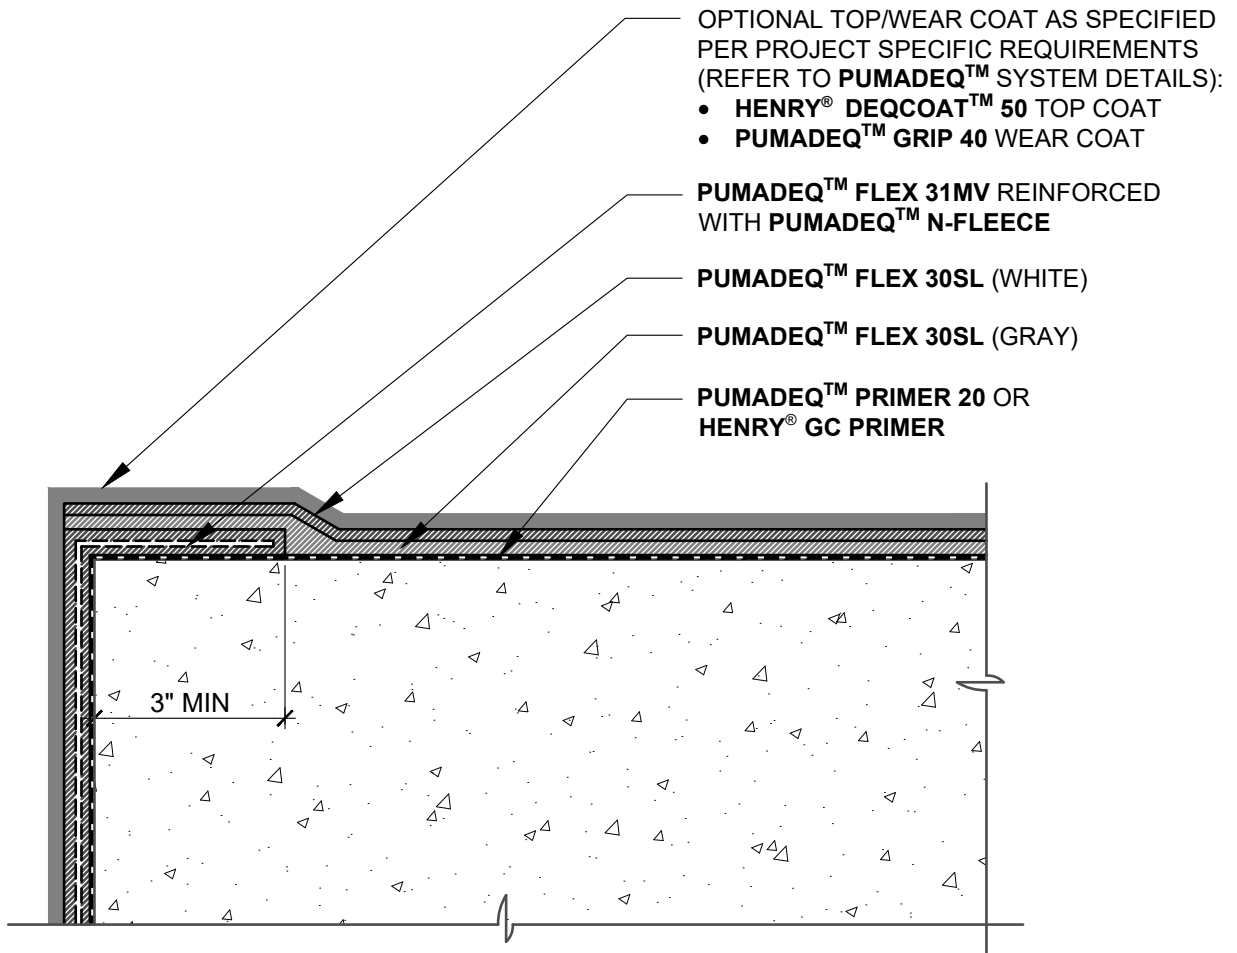 OPTIONAL TOP/WEAR COAT AS SPECIFIED
PER PROJECT SPECIFIC REQUIREMENTS
(REFER TO PUMADEQ™ SYSTEM DETAILS):
• HENRY® DEQCOAT™ 50 TOP COAT
• PUMADEQ™ GRIP 40 WEAR COAT
PUMADEQ™ FLEX 31MV REINFORCED
WITH PUMADEQ™ N-FLEECE
PUMADEQ™ FLEX 30SL (WHITE)
PUMADEQ™ FLEX 30SL (GRAY)
PUMADEQ™ PRIMER 20 OR
HENRY® GC PRIMER
3" MIN